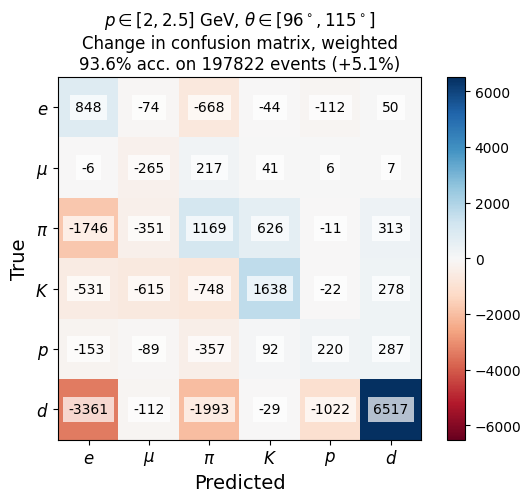 p ∈ [2, 2.5] GeV, θ ∈ [96°, 115°]
Change in confusion matrix, weighted
93.6% acc. on 197822 events (+5.1%)
e 848 -74 -668 -44 -112 50
μ -6 -265 217 41 6 7
π -1746 -351 1169 626 -11 313
K -531 -615 -748 1638 -22 278
p -153 -89 -357 92 220 287
d -3361 -112 -1993 -29 -1022 6517
e μ π K p d
Predicted
True
6000
4000
2000
0
−2000
−4000
−6000